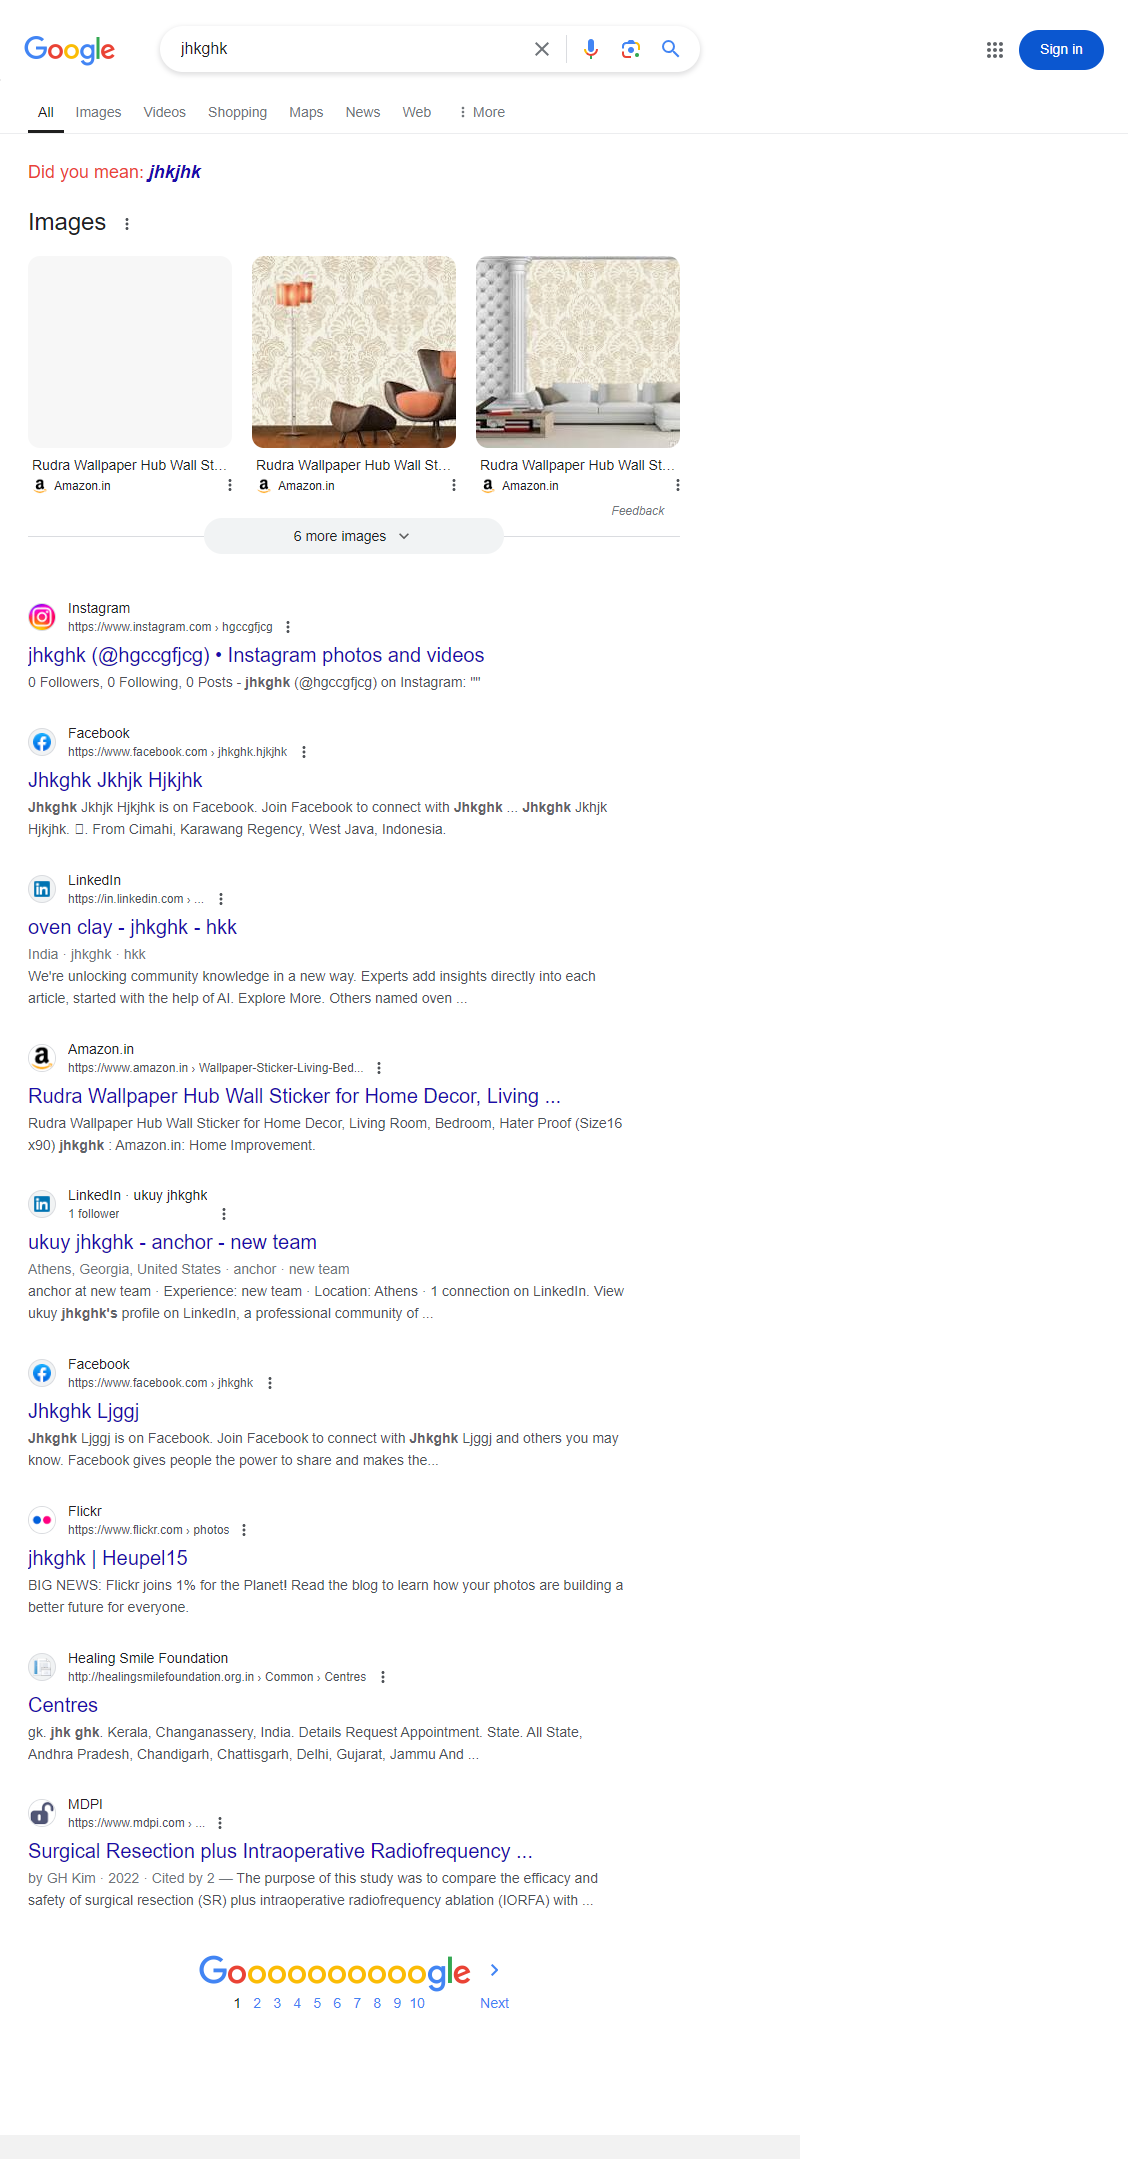 Google
jhkghk
Sign in
All Images Videos Shopping Maps News Web More
Did you mean: jhkjhk
Images
Rudra Wallpaper Hub Wall St... Rudra Wallpaper Hub Wall St... Rudra Wallpaper Hub Wall St...
Amazon.in Amazon.in Amazon.in
Feedback
6 more images
Instagram
https://www.instagram.com › hgccgfjcg
jhkghk (@hgccgfjcg) • Instagram photos and videos
0 Followers, 0 Following, 0 Posts - jhkghk (@hgccgfjcg) on Instagram: ""
Facebook
https://www.facebook.com › jhkghk.hjkjhk
Jhkghk Jkhjk Hjkjhk
Jhkghk Jkhjk Hjkjhk is on Facebook. Join Facebook to connect with Jhkghk ... Jhkghk Jkhjk
Hjkjhk. . From Cimahi, Karawang Regency, West Java, Indonesia.
LinkedIn
https://in.linkedin.com › ...
oven clay - jhkghk - hkk
India · jhkghk · hkk
We're unlocking community knowledge in a new way. Experts add insights directly into each
article, started with the help of AI. Explore More. Others named oven ...
Amazon.in
https://www.amazon.in › Wallpaper-Sticker-Living-Bed...
Rudra Wallpaper Hub Wall Sticker for Home Decor, Living ...
Rudra Wallpaper Hub Wall Sticker for Home Decor, Living Room, Bedroom, Hater Proof (Size16
x90) jhkghk : Amazon.in: Home Improvement.
LinkedIn · ukuy jhkghk
1 follower
ukuy jhkghk - anchor - new team
Athens, Georgia, United States · anchor · new team
anchor at new team · Experience: new team · Location: Athens · 1 connection on LinkedIn. View
ukuy jhkghk's profile on LinkedIn, a professional community of ...
Facebook
https://www.facebook.com › jhkghk
Jhkghk Ljggj
Jhkghk Ljggj is on Facebook. Join Facebook to connect with Jhkghk Ljggj and others you may
know. Facebook gives people the power to share and makes the...
Flickr
https://www.flickr.com › photos
jhkghk | Heupel15
BIG NEWS: Flickr joins 1% for the Planet! Read the blog to learn how your photos are building a
better future for everyone.
Healing Smile Foundation
http://healingsmilefoundation.org.in › Common › Centres
Centres
gk. jhk ghk. Kerala, Changanassery, India. Details Request Appointment. State. All State,
Andhra Pradesh, Chandigarh, Chattisgarh, Delhi, Gujarat, Jammu And ...
MDPI
https://www.mdpi.com › ...
Surgical Resection plus Intraoperative Radiofrequency ...
by GH Kim · 2022 · Cited by 2 — The purpose of this study was to compare the efficacy and
safety of surgical resection (SR) plus intraoperative radiofrequency ablation (IORFA) with ...
Goooooooooogle
1 2 3 4 5 6 7 8 9 10 Next